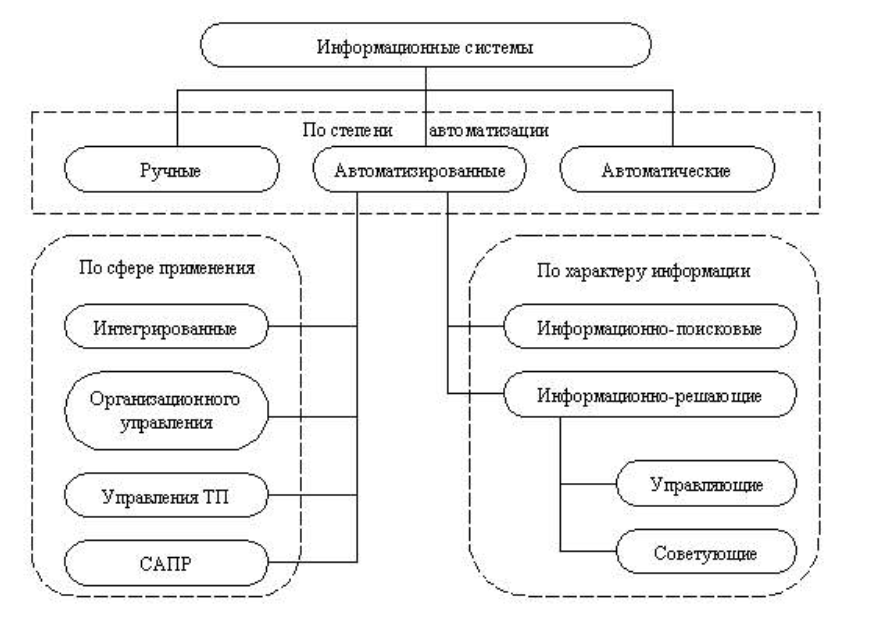 Информационные системы
По степени автоматизации
Ручные
Автоматизированные
Автоматические
По сфере применения
Интегрированные
Организационного
управления
Управления ТП
САПР
По характеру информации
Информационно-поисковые
Информационно-решающие
Управляющие
Советующие